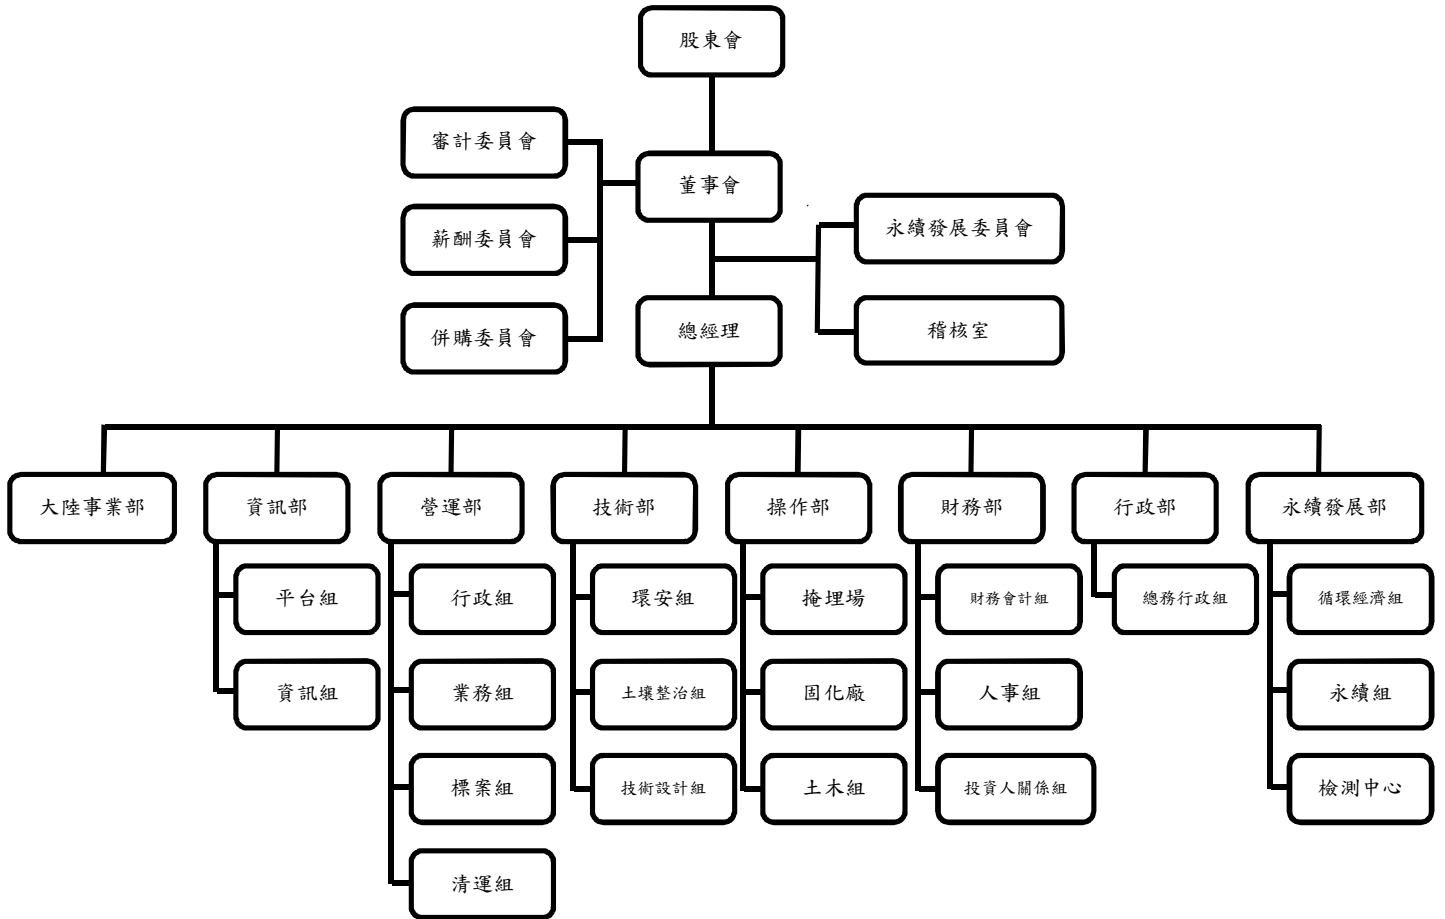 股東會
審計委員會
董事會
永續發展委員會
薪酬委員會
併購委員會
總經理
稽核室
大陸事業部
資訊部
營運部
技術部
操作部
財務部
行政部
永續發展部
平台組
行政組
環安組
掩埋場
財務會計組
總務行政組
循環經濟組
資訊組
業務組
土壤整治組
固化廠
人事組
永續組
標案組
技術設計組
土木組
投資人關係組
檢測中心
清運組